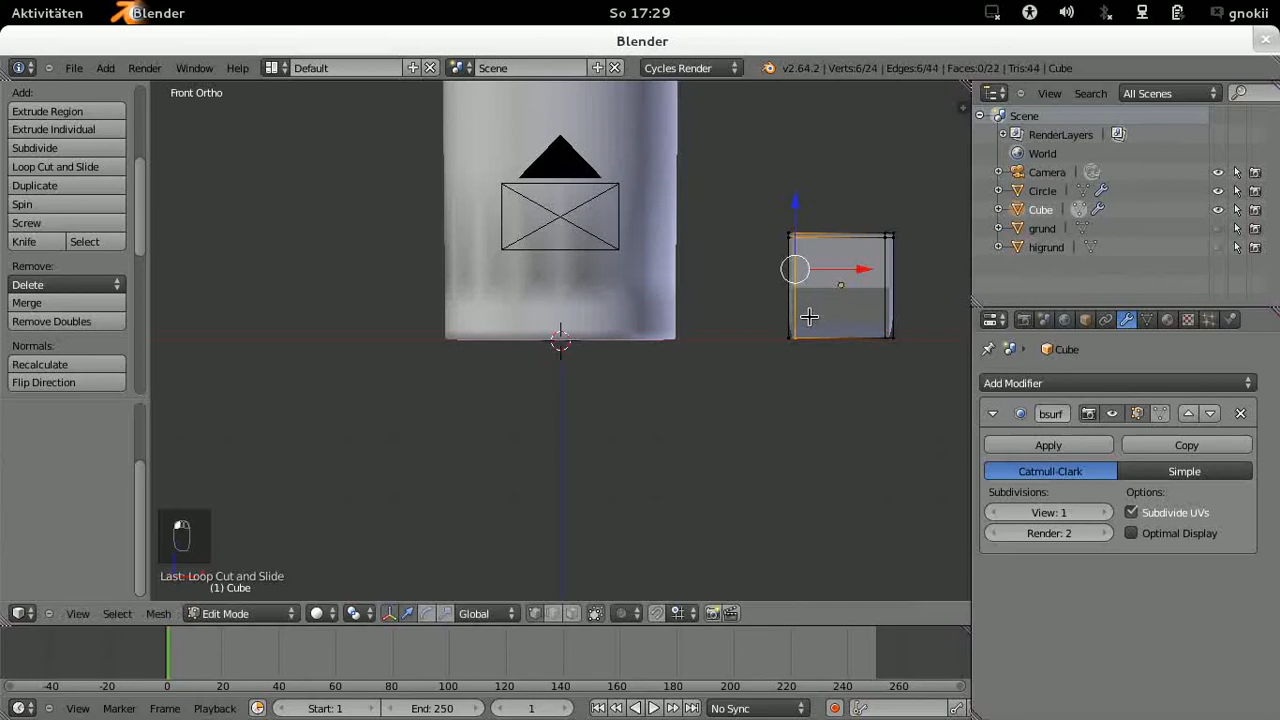 Aktivitäten Blender So 17:29 gnokii
Blender
File Add Render Window Help Default Scene Cycles Render v2.64.2 | Verts:6/24 | Edges:6/44 | Faces:0/22 | Tris:44 | Cube
Add:
Extrude Region
Extrude Individual
Subdivide
Loop Cut and Slide
Duplicate
Spin
Screw
Knife Select
Remove:
Delete
Merge
Remove Doubles
Normals:
Recalculate
Flip Direction
Front Ortho
Last: Loop Cut and Slide
(1) Cube
View Select Mesh Edit Mode Global
View Search All Scenes
Scene
RenderLayers
World
Camera
Circle
Cube
grund
higrund
Cube
Add Modifier
bsurf
Apply Copy
Catmull-Clark Simple
Subdivisions: Options:
View: 1 Subdivide UVs
Render: 2 Optimal Display
-40 -20 0 20 40 60 80 100 120 140 160 180 200 220 240 260
View Marker Frame Playback Start: 1 End: 250 1 No Sync